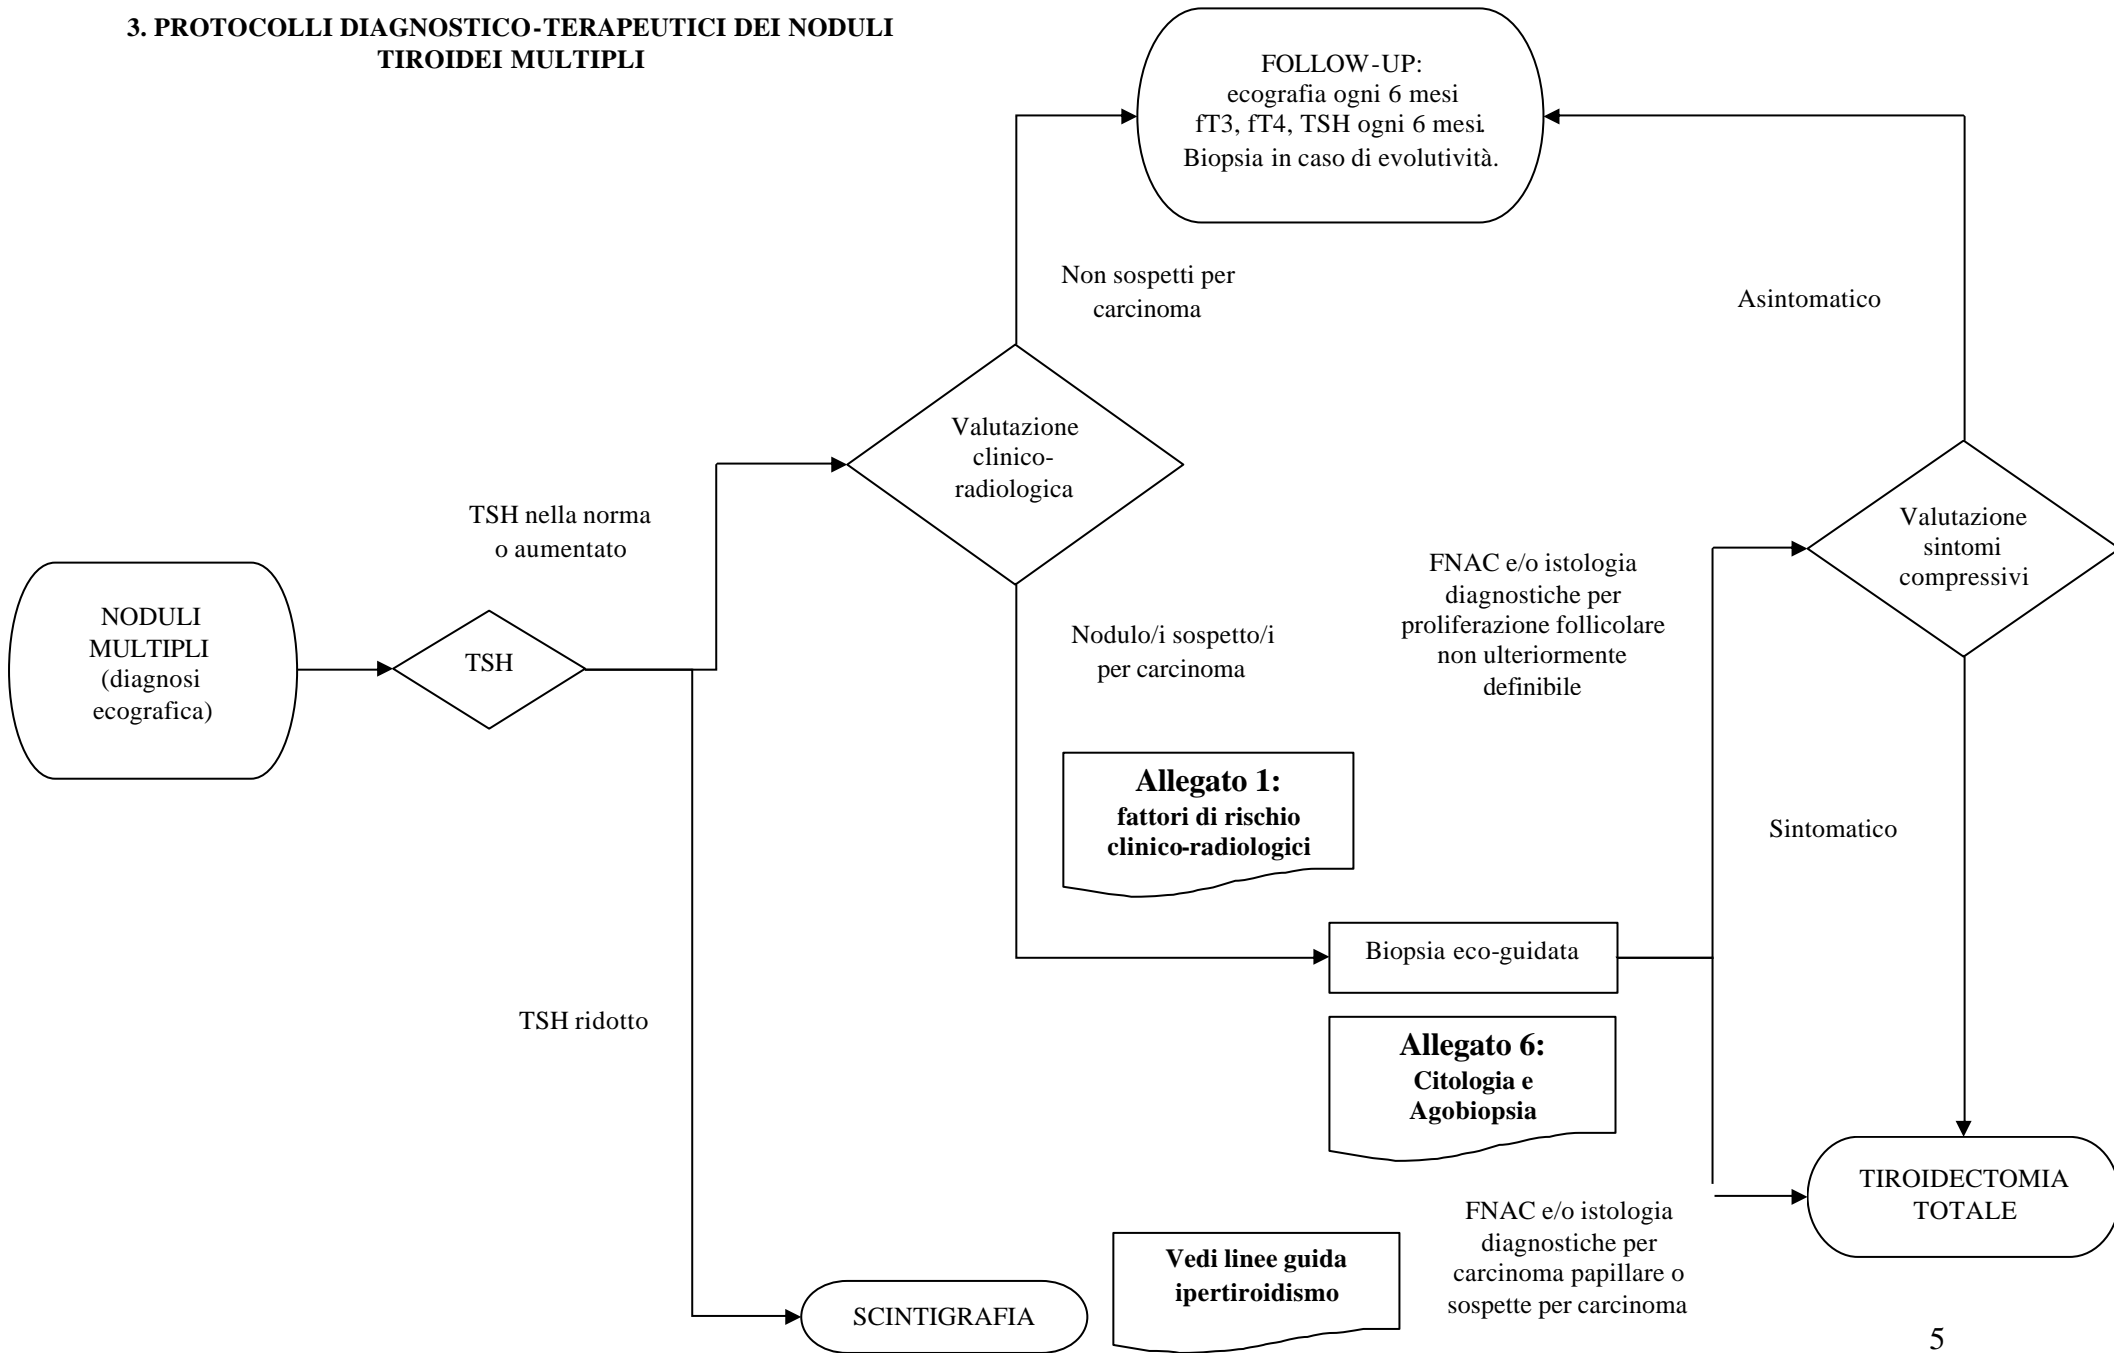 3. PROTOCOLLI DIAGNOSTICO-TERAPEUTICI DEI NODULI
TIROIDEI MULTIPLI
FOLLOW-UP:
ecografia ogni 6 mesi
fT3, fT4, TSH ogni 6 mesi.
Biopsia in caso di evolutività.
Non sospetti per
carcinoma
Asintomatico
Valutazione
clinico-
radiologica
TSH nella norma
o aumentato
Valutazione
sintomi
compressivi
FNAC e/o istologia
diagnostiche per
proliferazione follicolare
non ulteriormente
definibile
NODULI
MULTIPLI
(diagnosi
ecografica)
TSH
Nodulo/i sospetto/i
per carcinoma
Allegato 1:
fattori di rischio
clinico-radiologici
Sintomatico
Biopsia eco-guidata
TSH ridotto
Allegato 6:
Citologia e
Agobiopsia
TIROIDECTOMIA
TOTALE
FNAC e/o istologia
diagnostiche per
carcinoma papillare o
sospette per carcinoma
Vedi linee guida
ipertiroidismo
SCINTIGRAFIA
5